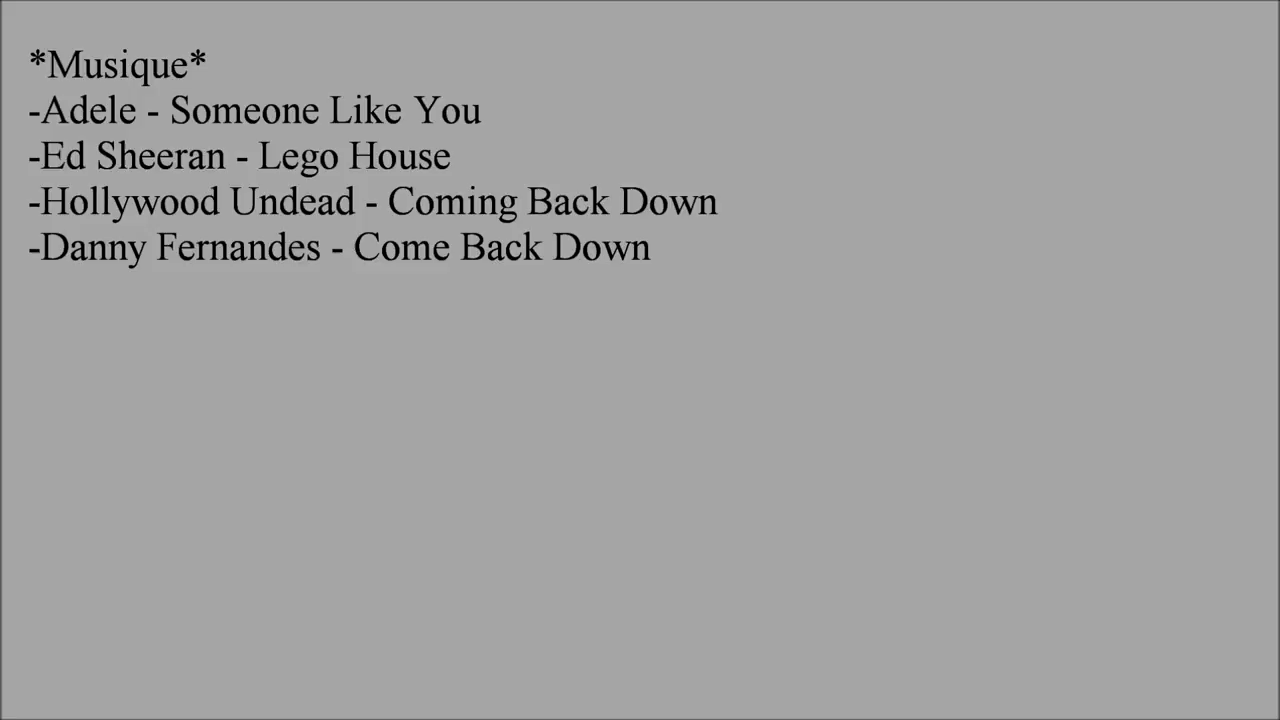 *Musique*
-Adele - Someone Like You
-Ed Sheeran - Lego House
-Hollywood Undead - Coming Back Down
-Danny Fernandes - Come Back Down